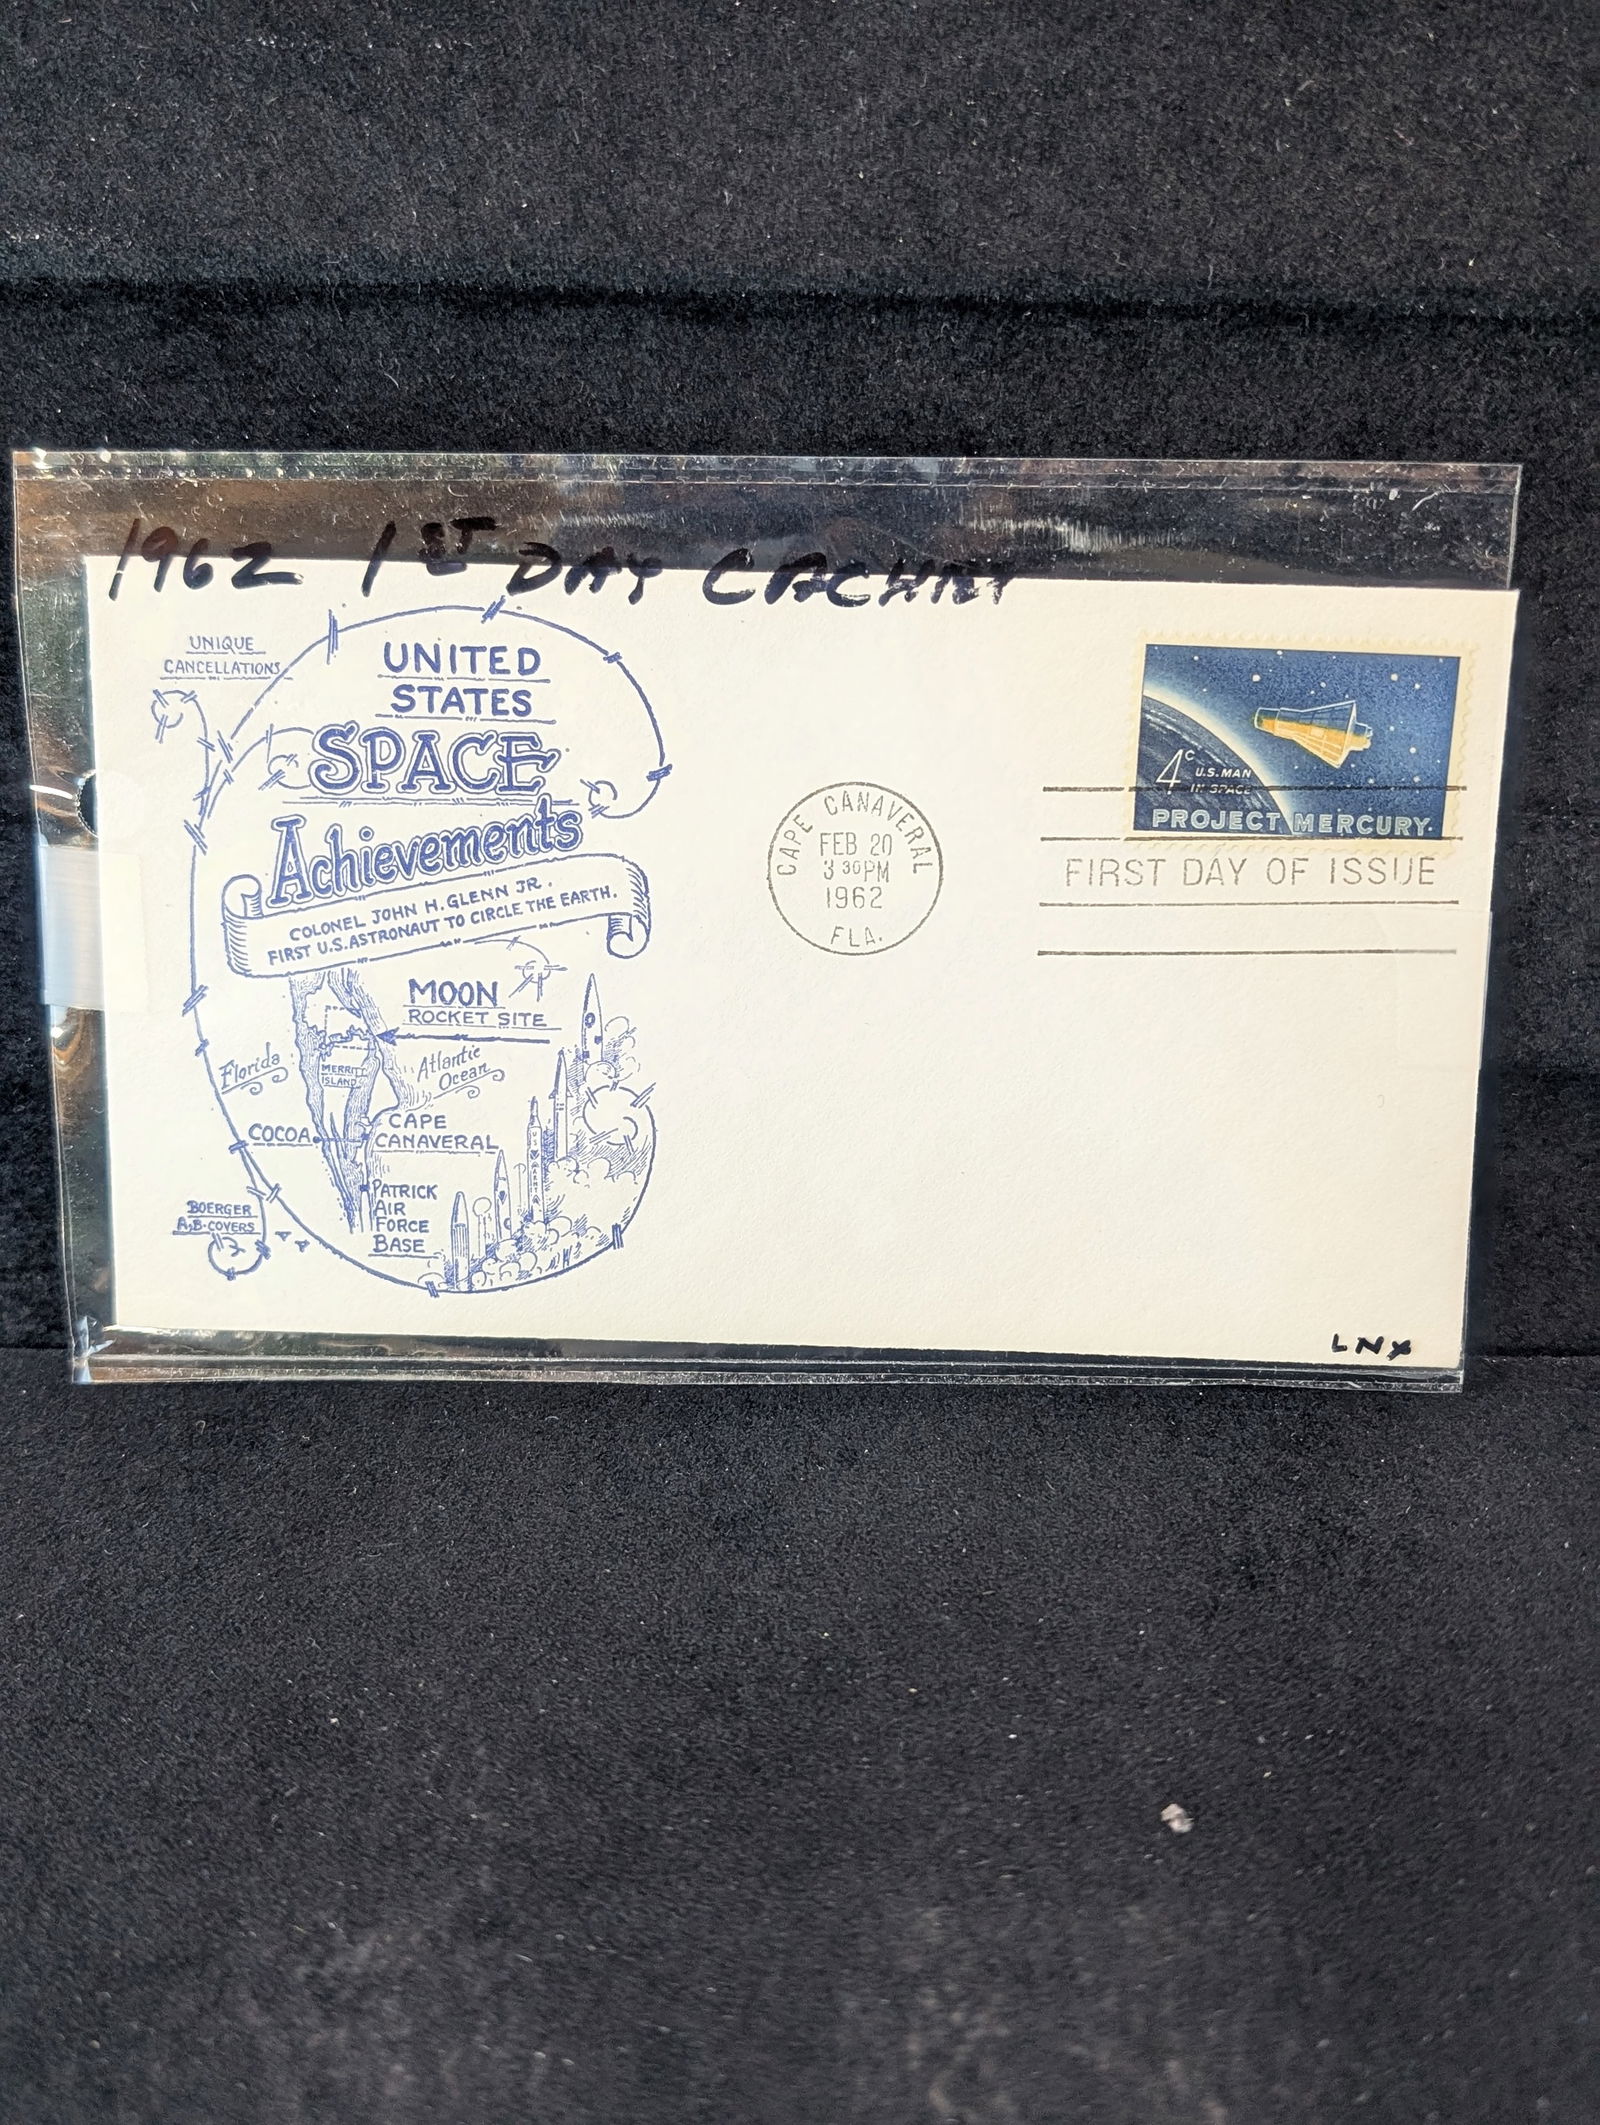 1962 1ST DAY CACHET
UNIQUE
CANCELLATIONS
UNITED
STATES
SPACE
Achievements
COLONEL JOHN H. GLENN JR.
FIRST U.S. ASTRONAUT TO CIRCLE THE EARTH.
MOON
ROCKET SITE
Florida
MERRITT
ISLAND
Atlantic
Ocean
COCOA
CAPE
CANAVERAL
PATRICK
AIR
FORCE
BASE
BOERGER
A.B. COVERS
CAPE CANAVERAL
FEB 20
3 30 PM
1962
FLA.
4c U.S. MAN
IN SPACE
PROJECT MERCURY
FIRST DAY OF ISSUE
LNX